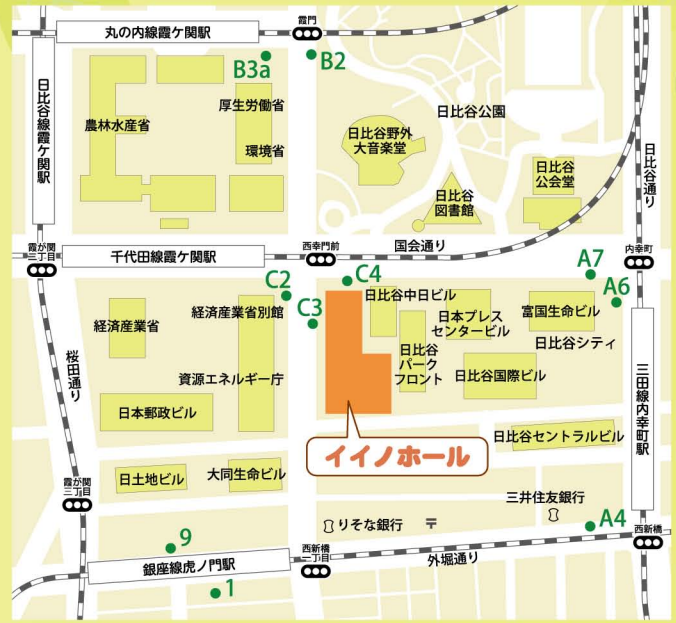 丸の内線霞ケ関駅
霞門
B3a
B2
日比谷線霞ケ関駅
農林水産省
厚生労働省
環境省
日比谷公園
日比谷野外
大音楽堂
日比谷
図書館
日比谷
公会堂
日比谷通り
霞が関
二丁目
千代田線霞ケ関駅
西幸門前
国会通り
内幸町
A7
A6
C2
C3
C4
経済産業省
経済産業省別館
資源エネルギー庁
日比谷中日ビル
日比谷
パーク
フロント
日本プレス
センタービル
富国生命ビル
日比谷シティ
日比谷国際ビル
桜田通り
日本郵政ビル
三田線内幸町駅
イイノホール
日比谷セントラルビル
霞が関
三丁目
日土地ビル
大同生命ビル
三井住友銀行
りそな銀行
〒
A4
西新橋
9
銀座線虎ノ門駅
西新橋
一丁目
外堀通り
1